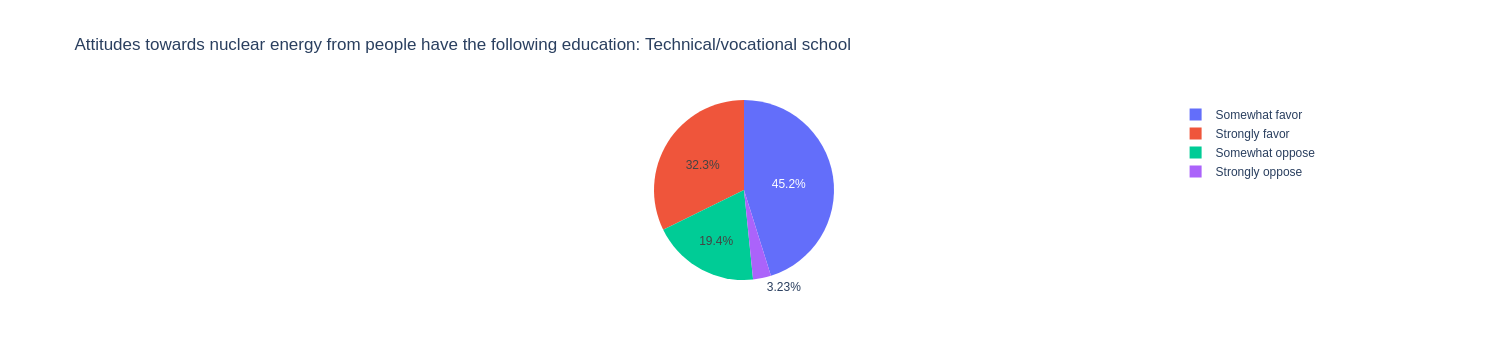 Attitudes towards nuclear energy from people have the following education: Technical/vocational school
Somewhat favor
Strongly favor
Somewhat oppose
Strongly oppose
32.3%
45.2%
19.4%
3.23%